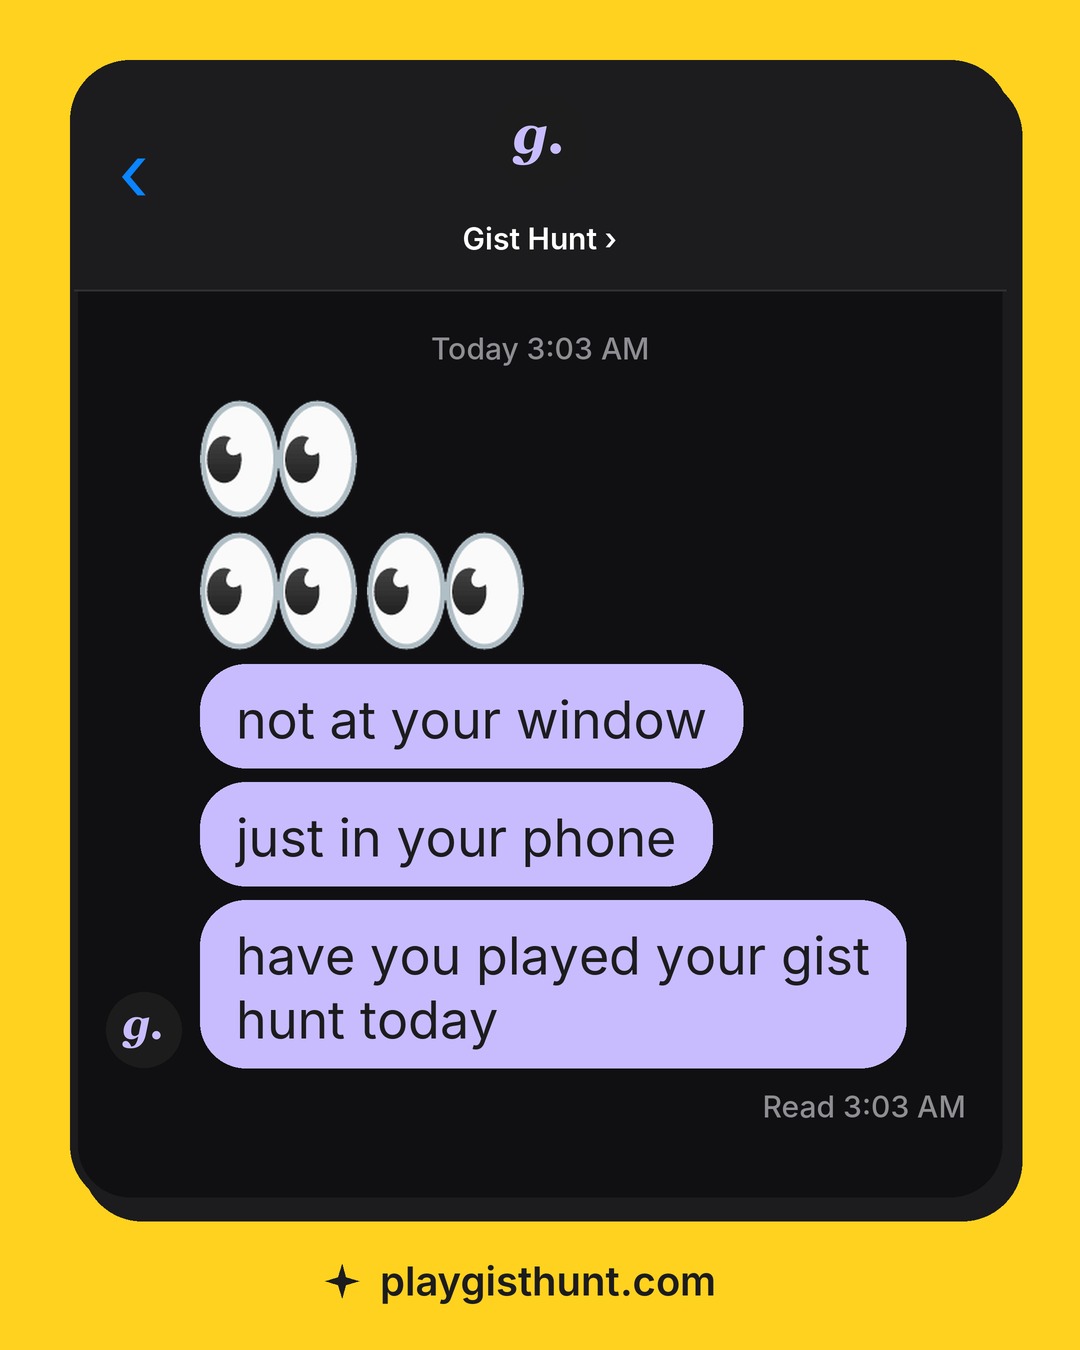 g.
Gist Hunt ›
Today 3:03 AM
👀
👀 👀
not at your window
just in your phone
have you played your gist
hunt today
g.
Read 3:03 AM
playgisthunt.com